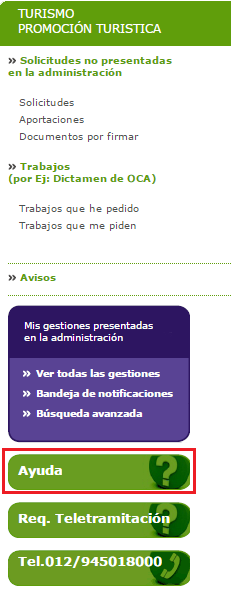 TURISMO
PROMOCIÓN TURISTICA
» Solicitudes no presentadas
en la administración
Solicitudes
Aportaciones
Documentos por firmar
» Trabajos
(por Ej: Dictamen de OCA)
Trabajos que he pedido
Trabajos que me piden
» Avisos
Mis gestiones presentadas
en la administración
» Ver todas las gestiones
» Bandeja de notificaciones
» Búsqueda avanzada
Ayuda
Req. Teletramitación
Tel.012/945018000